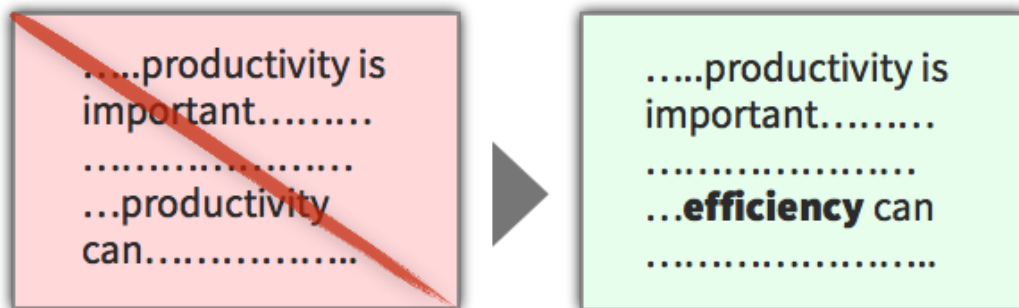 .....productivity is
important.........
.....................
...productivity
can..................
.....productivity is
important.........
.....................
...efficiency can
.......................